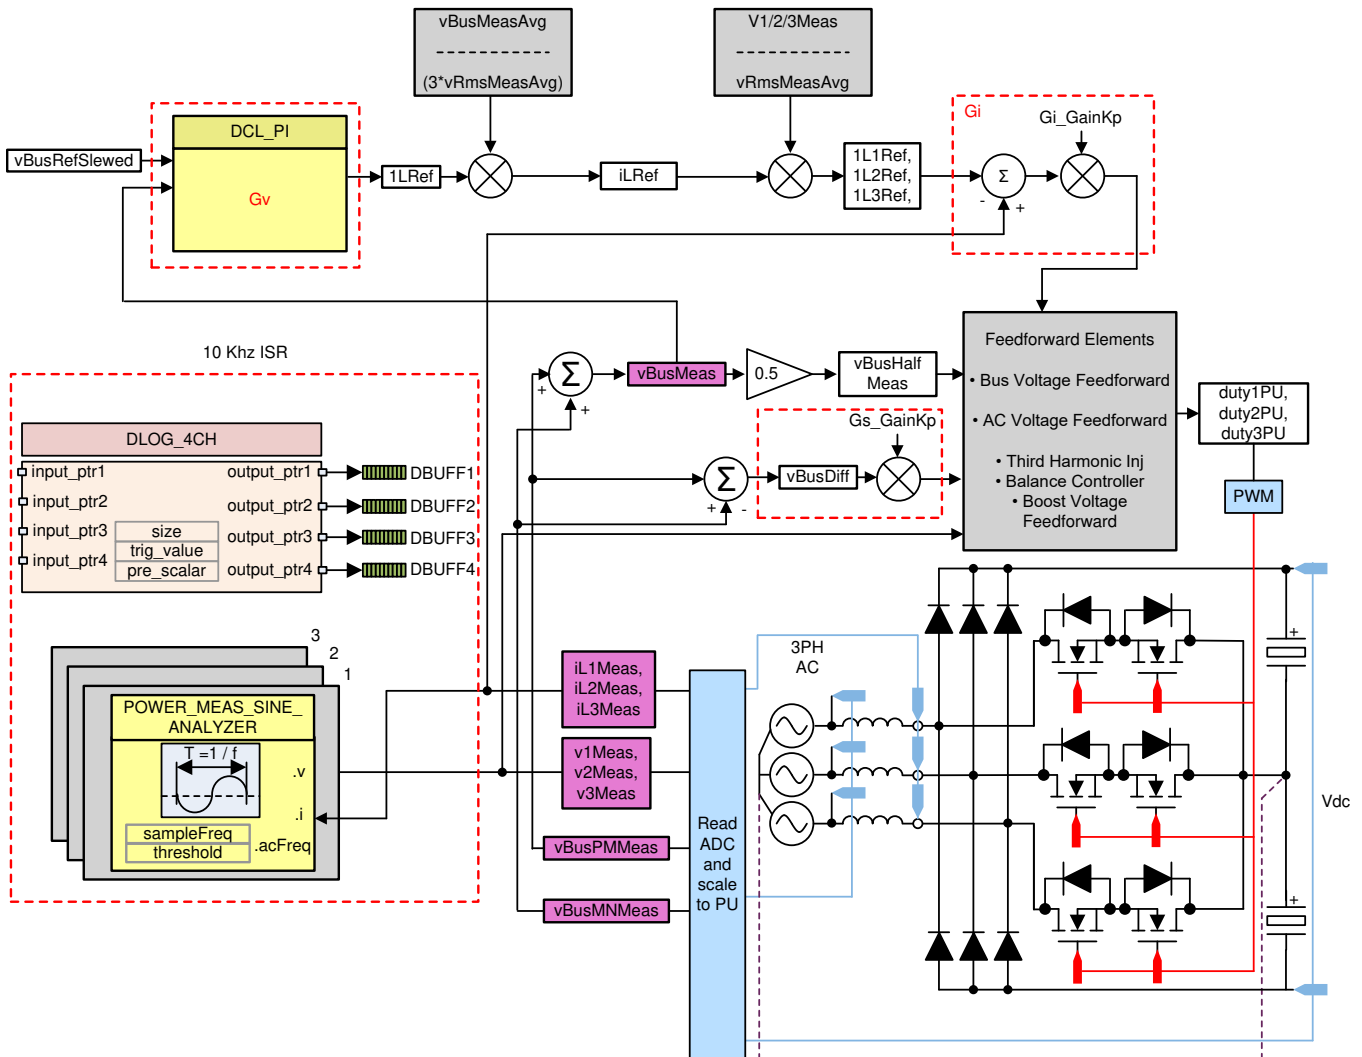 vBusMeasAvg
(3*vRmsMeasAvg)
V1/2/3Meas
vRmsMeasAvg
DCL_PI
Gv
vBusRefSlewed
1LRef
iLRef
1L1Ref,
1L2Ref,
1L3Ref,
Gi
Gi_GainKp
Σ
-
+
10 Khz ISR
DLOG_4CH
input_ptr1
input_ptr2
input_ptr3
input_ptr4
size
trig_value
pre_scalar
output_ptr1
output_ptr2
output_ptr3
output_ptr4
DBUFF1
DBUFF2
DBUFF3
DBUFF4
Σ
+
+
vBusMeas
0.5
vBusHalf
Meas
Gs_GainKp
Σ
+
-
vBusDiff
Feedforward Elements
• Bus Voltage Feedforward
• AC Voltage Feedforward
• Third Harmonic Inj
• Balance Controller
• Boost Voltage
Feedforward
duty1PU,
duty2PU,
duty3PU
PWM
3
2
1
POWER_MEAS_SINE_
ANALYZER
T =1 / f
.v
.i
.acFreq
sampleFreq
threshold
iL1Meas,
iL2Meas,
iL3Meas
v1Meas,
v2Meas,
v3Meas
vBusPMMeas
vBusMNMeas
Read
ADC
and
scale
to PU
3PH
AC
+
+
Vdc